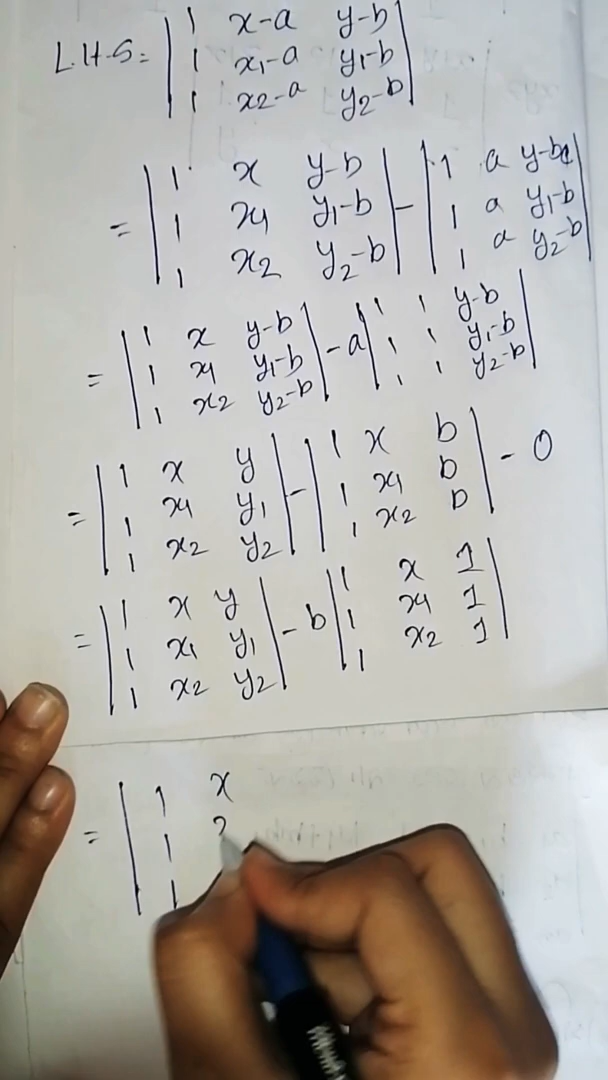 L.H.S = | 1 x-a y-b |
| 1 x₁-a y₁-b |
| 1 x₂-a y₂-b |
= | 1 x y-b | - | 1 a y-b |
| 1 x₁ y₁-b | | 1 a y₁-b |
| 1 x₂ y₂-b | | 1 a y₂-b |
= | 1 x y-b | - a | 1 1 y-b |
| 1 x₁ y₁-b | | 1 1 y₁-b |
| 1 x₂ y₂-b | | 1 1 y₂-b |
= | 1 x y | - | 1 x b | - 0
| 1 x₁ y₁ | | 1 x₁ b |
| 1 x₂ y₂ | | 1 x₂ b |
= | 1 x y | - b | 1 x 1 |
| 1 x₁ y₁ | | 1 x₁ 1 |
| 1 x₂ y₂ | | 1 x₂ 1 |
= | 1 x
| 1
| 1